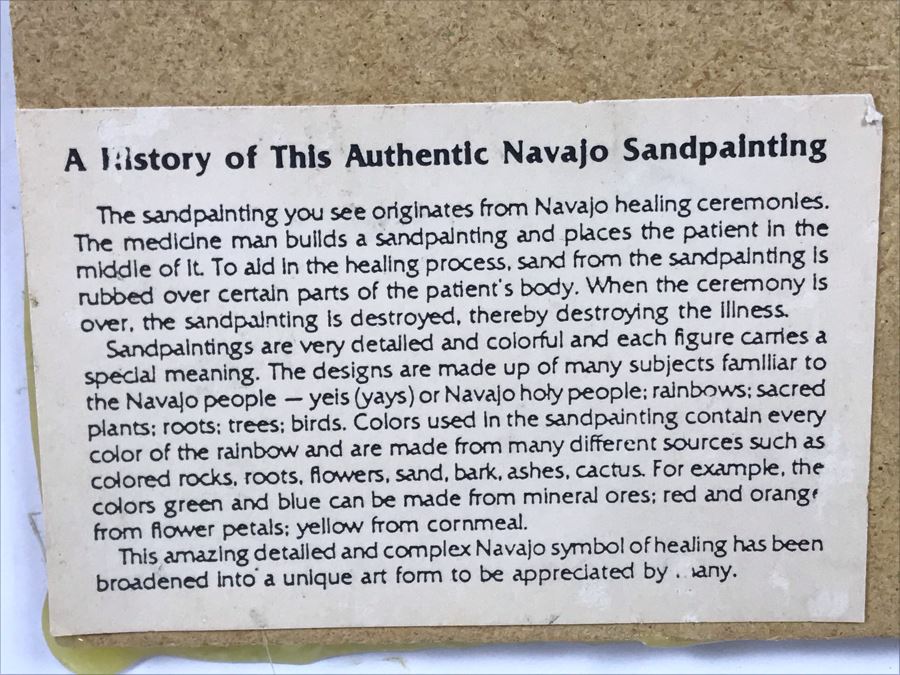 A History of This Authentic Navajo Sandpainting
The sandpainting you see originates from Navajo healing ceremonies.
The medicine man builds a sandpainting and places the patient in the
middle of it. To aid in the healing process, sand from the sandpainting is
rubbed over certain parts of the patient's body. When the ceremony is
over, the sandpainting is destroyed, thereby destroying the illness.
Sandpaintings are very detailed and colorful and each figure carries a
special meaning. The designs are made up of many subjects familiar to
the Navajo people — yeis (yays) or Navajo holy people; rainbows; sacred
plants; roots; trees; birds. Colors used in the sandpainting contain every
color of the rainbow and are made from many different sources such as
colored rocks, roots, flowers, sand, bark, ashes, cactus. For example, the
colors green and blue can be made from mineral ores; red and orange
from flower petals; yellow from cornmeal.
This amazing detailed and complex Navajo symbol of healing has been
broadened into a unique art form to be appreciated by many.